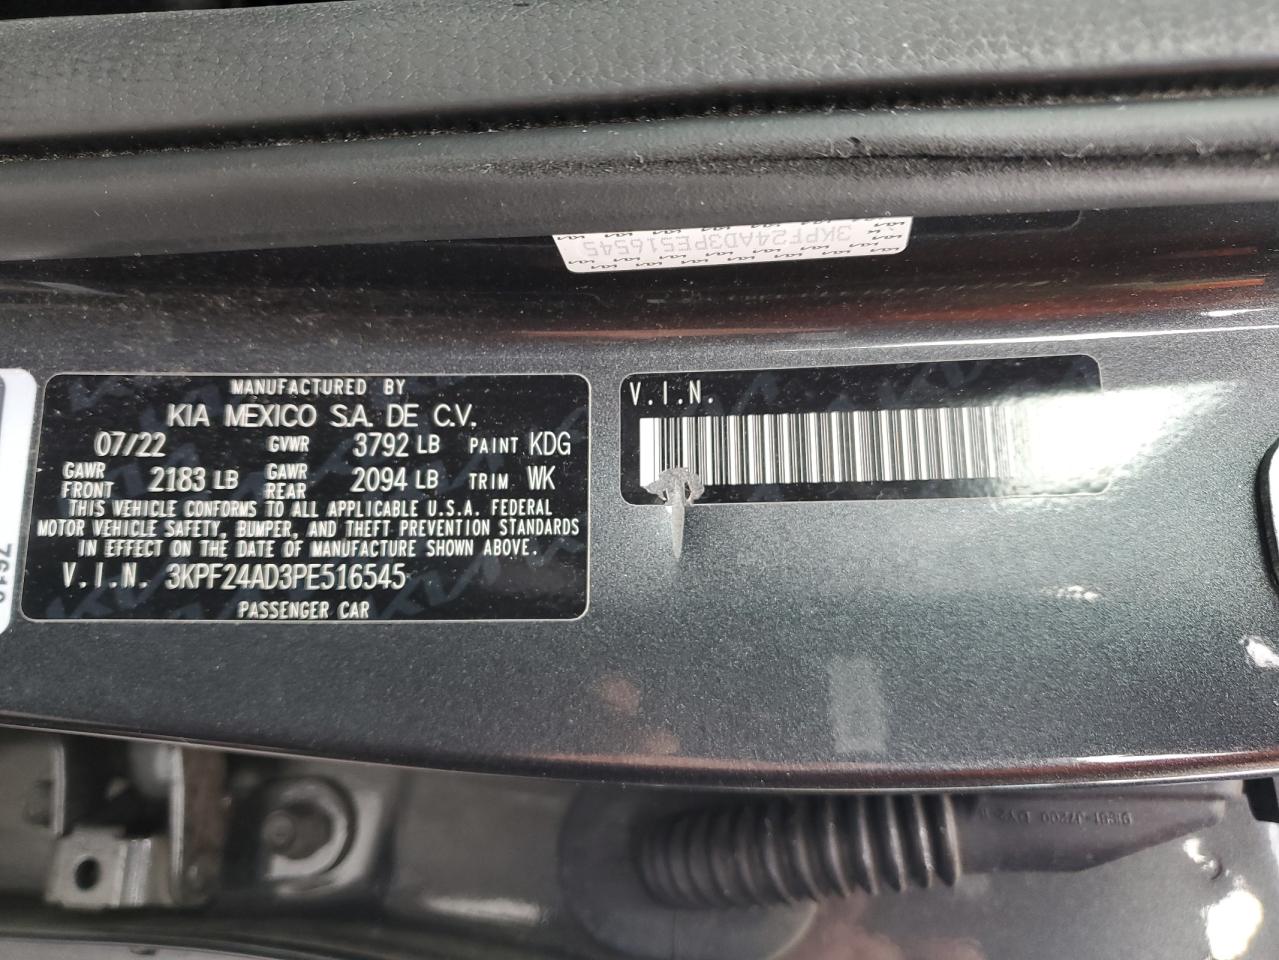 3KPF24AD3PE516545
MANUFACTURED BY
KIA MEXICO S.A. DE C.V.
07/22 GVWR 3792 LB PAINT KDG
GAWR FRONT 2183 LB GAWR REAR 2094 LB TRIM WK
THIS VEHICLE CONFORMS TO ALL APPLICABLE U.S.A. FEDERAL
MOTOR VEHICLE SAFETY, BUMPER, AND THEFT PREVENTION STANDARDS
IN EFFECT ON THE DATE OF MANUFACTURE SHOWN ABOVE.
V.I.N. 3KPF24AD3PE516545
PASSENGER CAR
V.I.N.